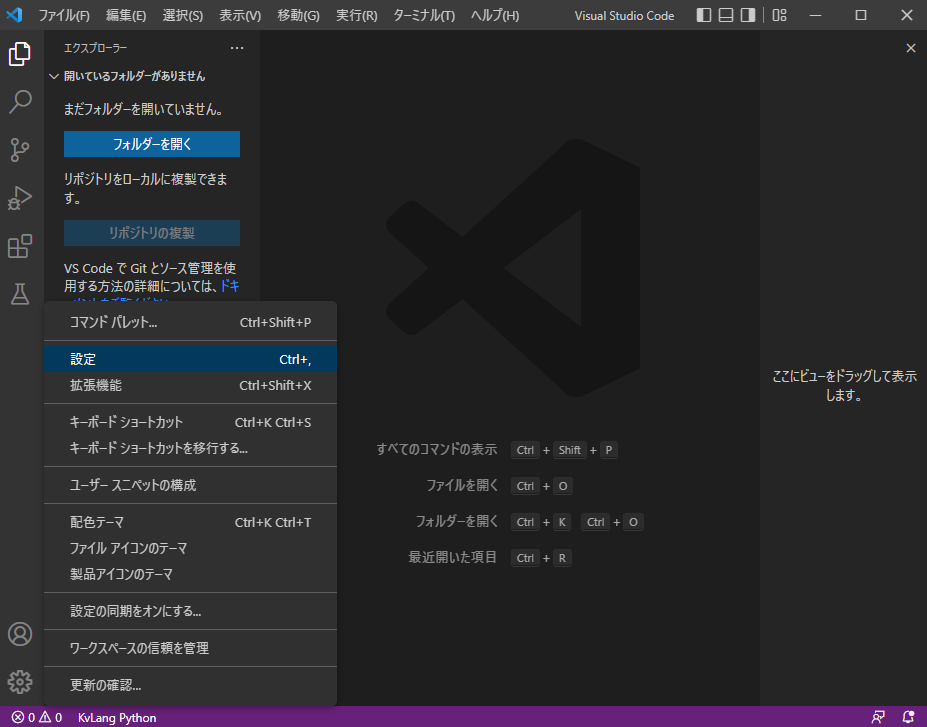 ファイル(F) 編集(E) 選択(S) 表示(V) 移動(G) 実行(R) ターミナル(T) ヘルプ(H) Visual Studio Code
エクスプローラー ...
開いているフォルダーがありません
まだフォルダーを開いていません。
フォルダーを開く
リポジトリをローカルに複製できま
す。
リポジトリの複製
VS Code で Git とソース管理を使
用する方法の詳細については、ドキ
コマンド パレット... Ctrl+Shift+P
設定 Ctrl+,
拡張機能 Ctrl+Shift+X
キーボード ショートカット Ctrl+K Ctrl+S
キーボード ショートカットを移行する...
ユーザー スニペットの構成
配色テーマ Ctrl+K Ctrl+T
ファイル アイコンのテーマ
製品アイコンのテーマ
設定の同期をオンにする...
ワークスペースの信頼を管理
更新の確認...
すべてのコマンドの表示 Ctrl + Shift + P
ファイルを開く Ctrl + O
フォルダーを開く Ctrl + K Ctrl + O
最近開いた項目 Ctrl + R
ここにビューをドラッグして表示
します。
0 0 KvLang Python